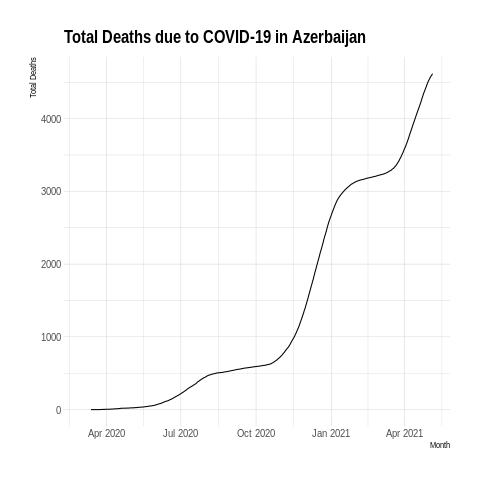 Total Deaths due to COVID-19 in Azerbaijan
Total Deaths
4000
3000
2000
1000
0
Apr 2020 Jul 2020 Oct 2020 Jan 2021 Apr 2021
Month